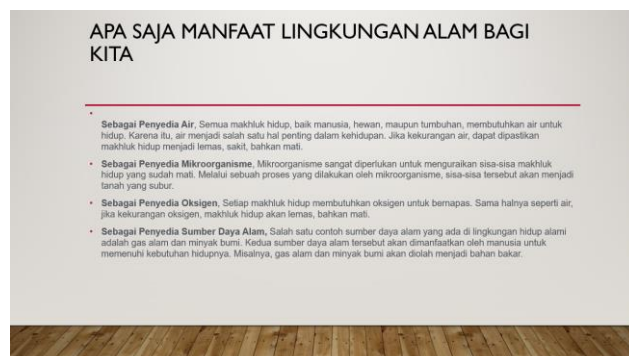 APA SAJA MANFAAT LINGKUNGAN ALAM BAGI
KITA
Sebagai Penyedia Air, Semua makhluk hidup, baik manusia, hewan, maupun tumbuhan, membutuhkan air untuk
hidup. Karena itu, air menjadi salah satu hal penting dalam kehidupan. Jika kekurangan air, dapat dipastikan
makhluk hidup menjadi lemas, sakit, bahkan mati.
• Sebagai Penyedia Mikroorganisme, Mikroorganisme sangat diperlukan untuk menguraikan sisa-sisa makhluk
hidup yang sudah mati. Melalui sebuah proses yang dilakukan oleh mikroorganisme, sisa-sisa tersebut akan menjadi
tanah yang subur.
• Sebagai Penyedia Oksigen, Setiap makhluk hidup membutuhkan oksigen untuk bernapas. Sama halnya seperti air,
jika kekurangan oksigen, makhluk hidup akan lemas, bahkan mati.
• Sebagai Penyedia Sumber Daya Alam, Salah satu contoh sumber daya alam yang ada di lingkungan hidup alami
adalah gas alam dan minyak bumi. Kedua sumber daya alam tersebut akan dimanfaatkan oleh manusia untuk
memenuhi kebutuhan hidupnya. Misalnya, gas alam dan minyak bumi akan diolah menjadi bahan bakar.